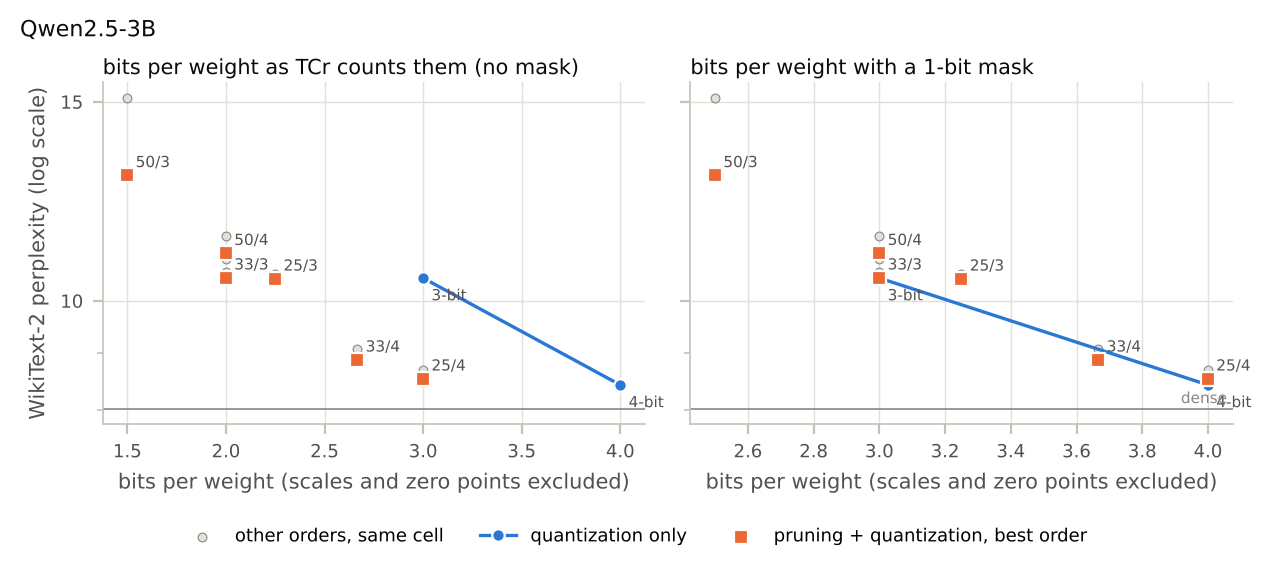 Qwen2.5-3B
bits per weight as TCr counts them (no mask)
WikiText-2 perplexity (log scale)
15
10
50/3
50/4
33/3
25/3
3-bit
33/4
25/4
4-bit
1.5 2.0 2.5 3.0 3.5 4.0
bits per weight (scales and zero points excluded)
bits per weight with a 1-bit mask
50/3
50/4
33/3
25/3
3-bit
33/4
25/4
dense
4-bit
2.6 2.8 3.0 3.2 3.4 3.6 3.8 4.0
bits per weight (scales and zero points excluded)
other orders, same cell quantization only pruning + quantization, best order